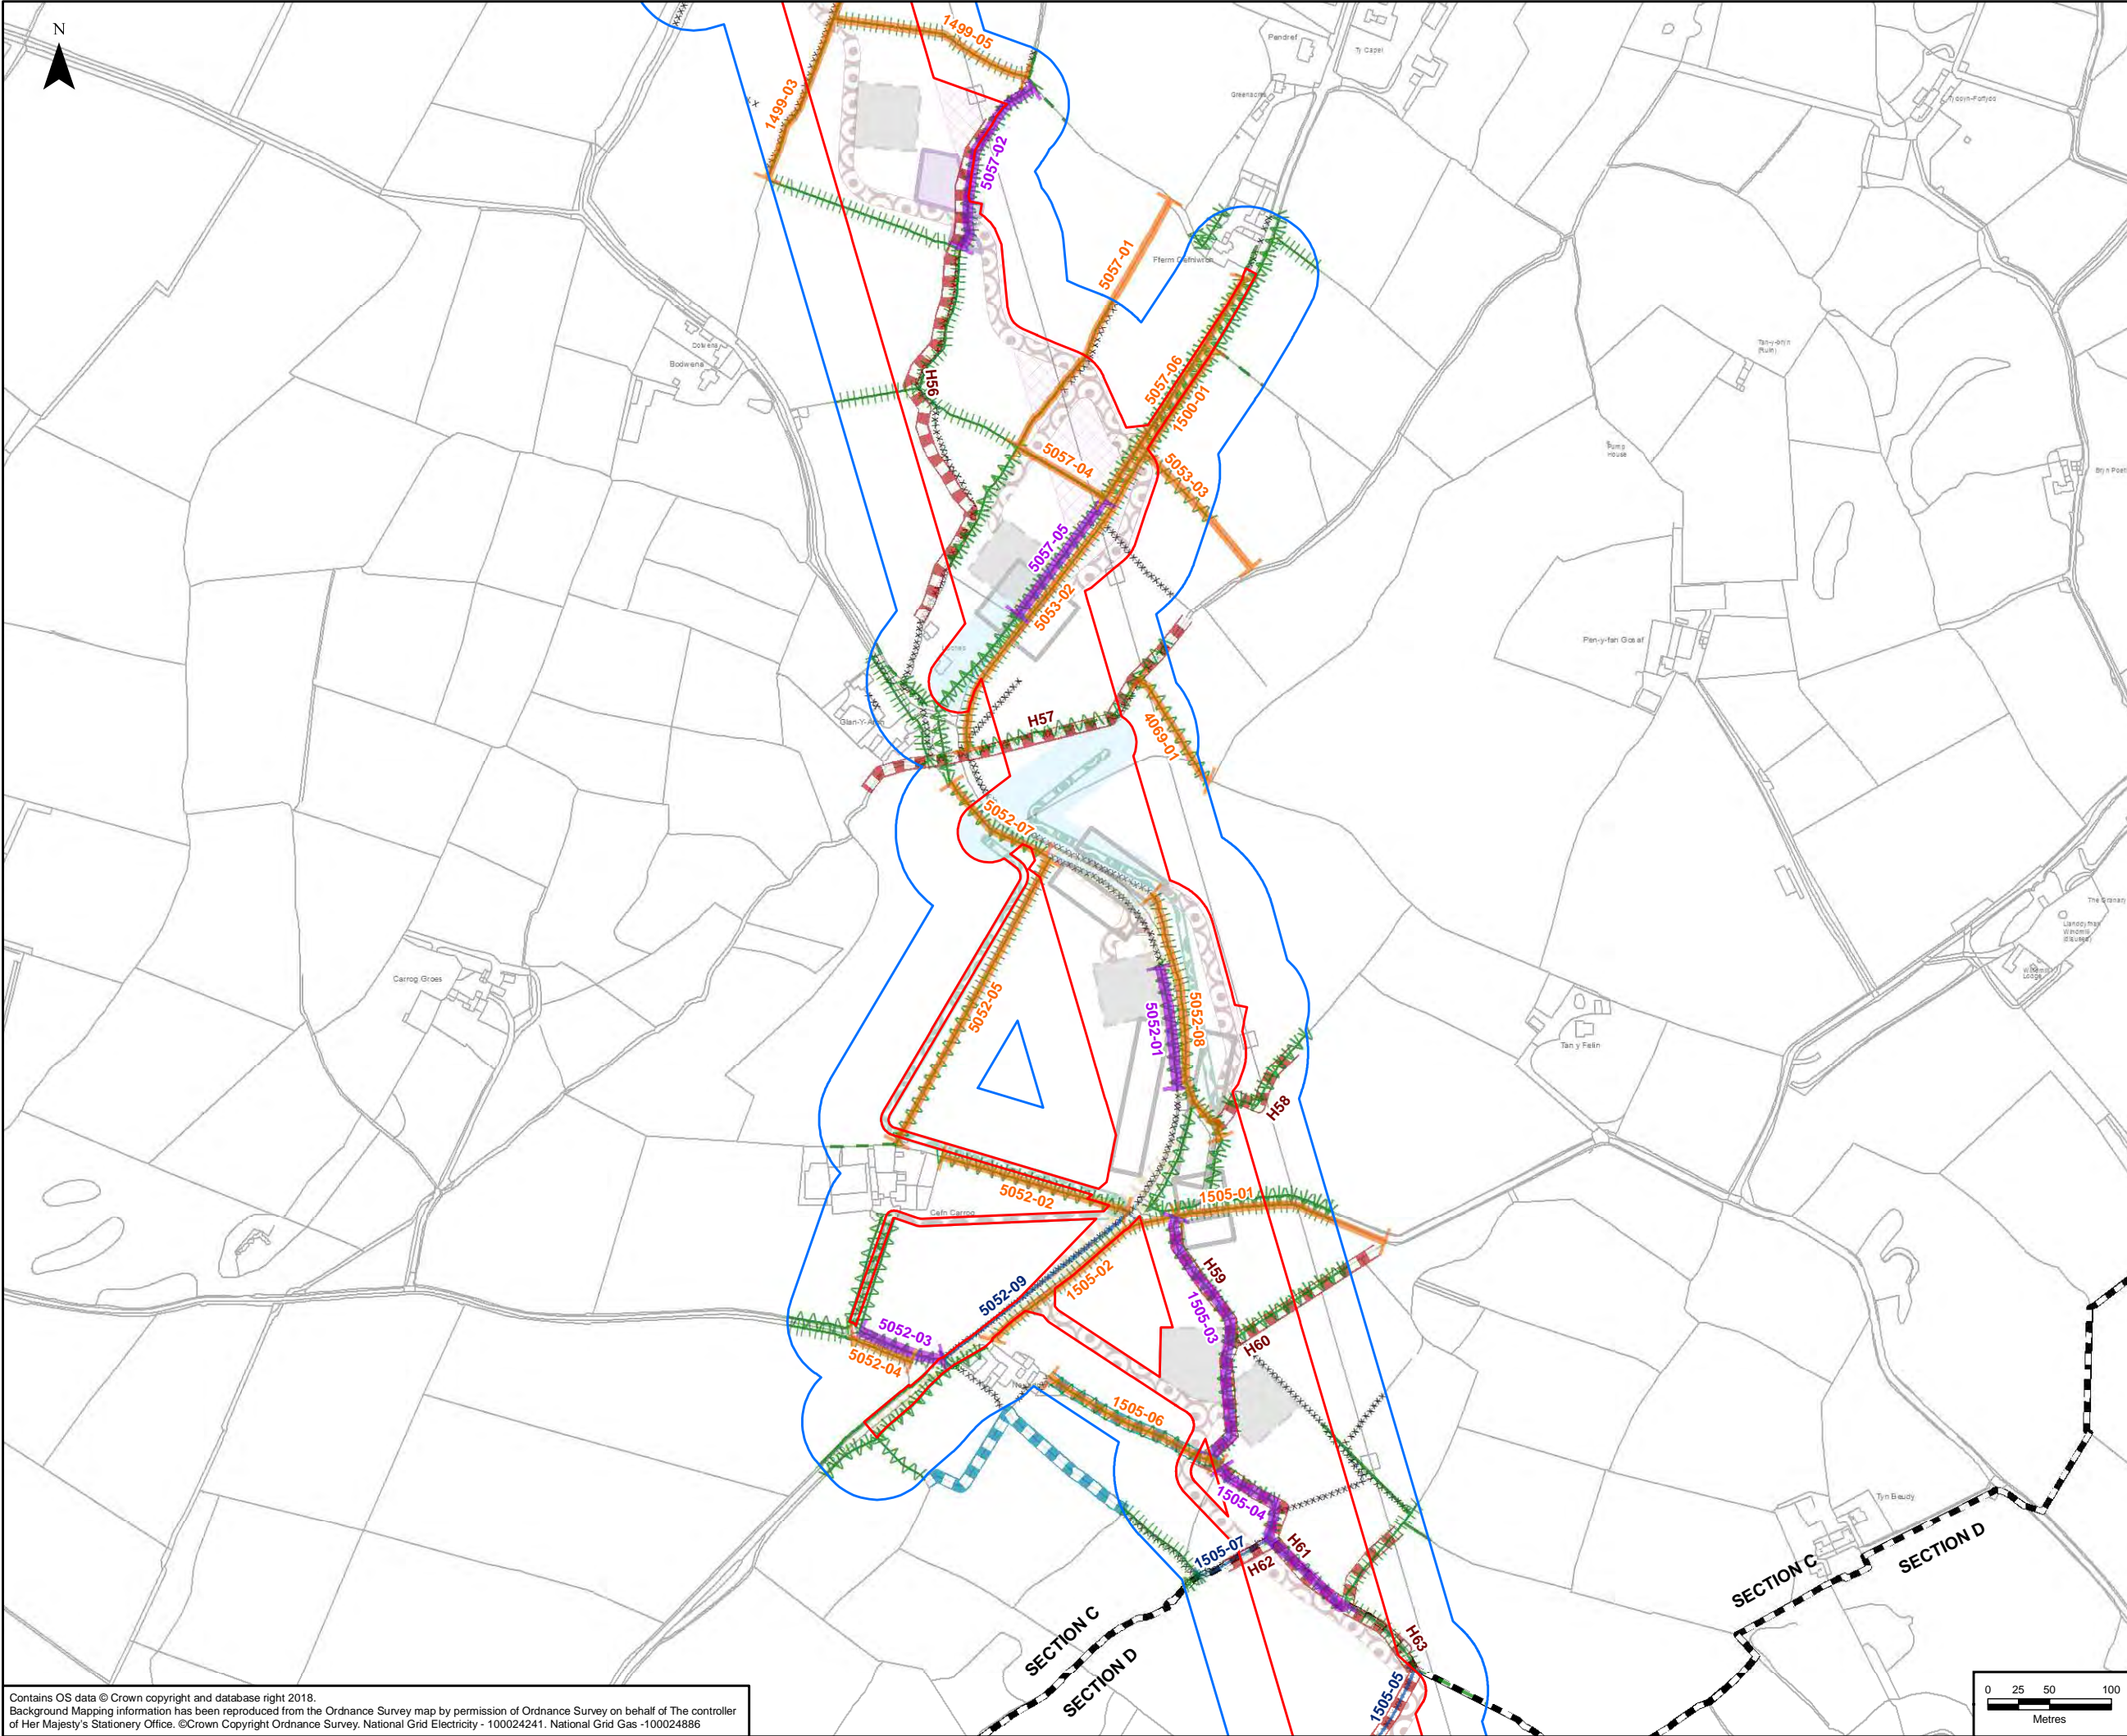 N
1499-05
Pendref
Ty Capel
1499-03
Greenacre
5057-02
5057-01
Fferm Cefniwrch
Bodwena
H56
5057-06
1500-01
Tan-y-bryn
(Ruin)
Pump
House
5057-04
5053-03
5057-05
5053-02
Pen-y-fan Goslef
H57
4069-01
5052-07
The Granary
Carrog Groes
5052-05
5052-01
5052-08
Tan y Felin
H58
5052-02
1505-01
Cefn Carrog
H59
5052-09
1505-02
1505-03
5052-03
5052-04
H60
1505-06
1505-04
Tyn Beudy
1505-07
H61
H62
SECTION C
SECTION D
SECTION C
SECTION D
H63
1505-05
Contains OS data © Crown copyright and database right 2018.
Background Mapping information has been reproduced from the Ordnance Survey map by permission of Ordnance Survey on behalf of The controller
of Her Majesty's Stationery Office. ©Crown Copyright Ordnance Survey. National Grid Electricity - 100024241. National Grid Gas -100024886
0 25 50 100
Metres